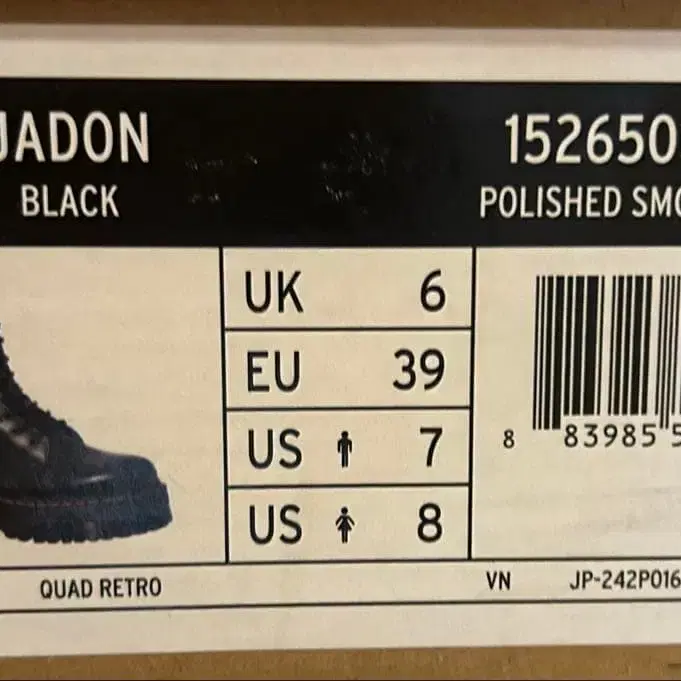 JADON
BLACK
152650
POLISHED SMO
UK 6
EU 39
US 7
US 8
8 83985 5
QUAD RETRO
VN JP-242P016